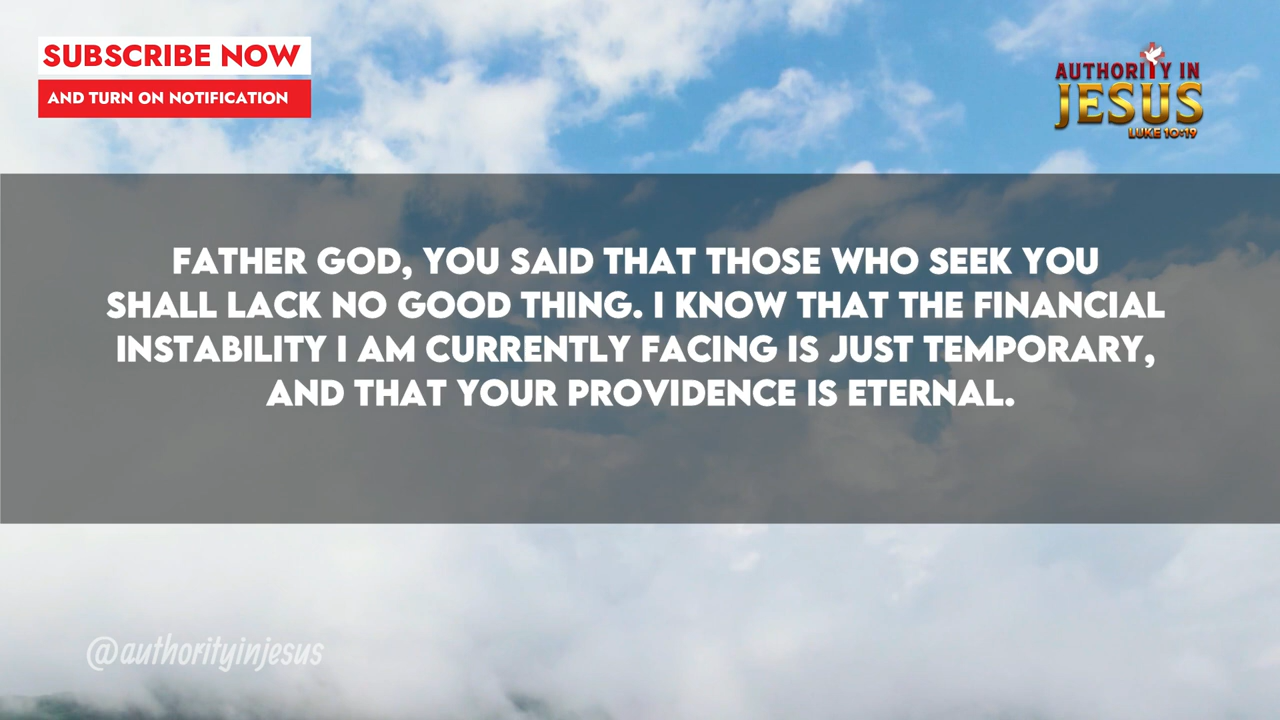 SUBSCRIBE NOW
AND TURN ON NOTIFICATION
AUTHORITY IN
JESUS
LUKE 10:19
FATHER GOD, YOU SAID THAT THOSE WHO SEEK YOU
SHALL LACK NO GOOD THING. I KNOW THAT THE FINANCIAL
INSTABILITY I AM CURRENTLY FACING IS JUST TEMPORARY,
AND THAT YOUR PROVIDENCE IS ETERNAL.
@authorityinjesus